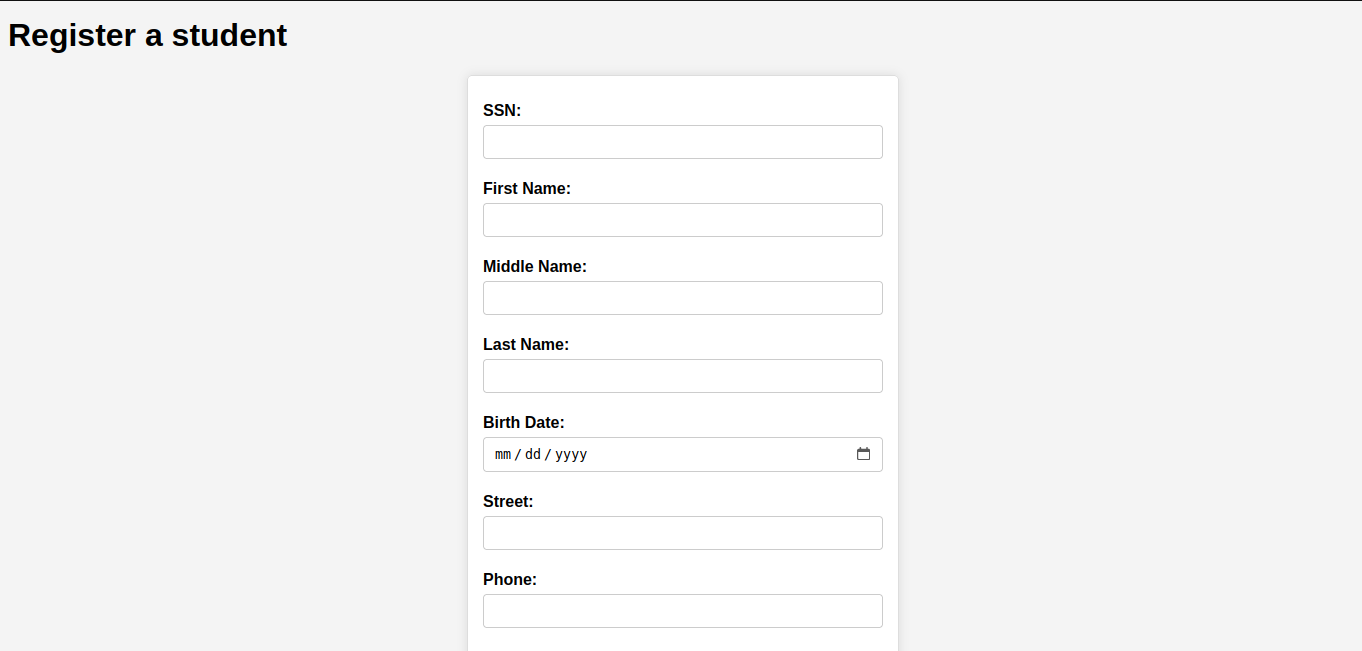 Register a student
SSN:
First Name:
Middle Name:
Last Name:
Birth Date:
mm / dd / yyyy
Street:
Phone: